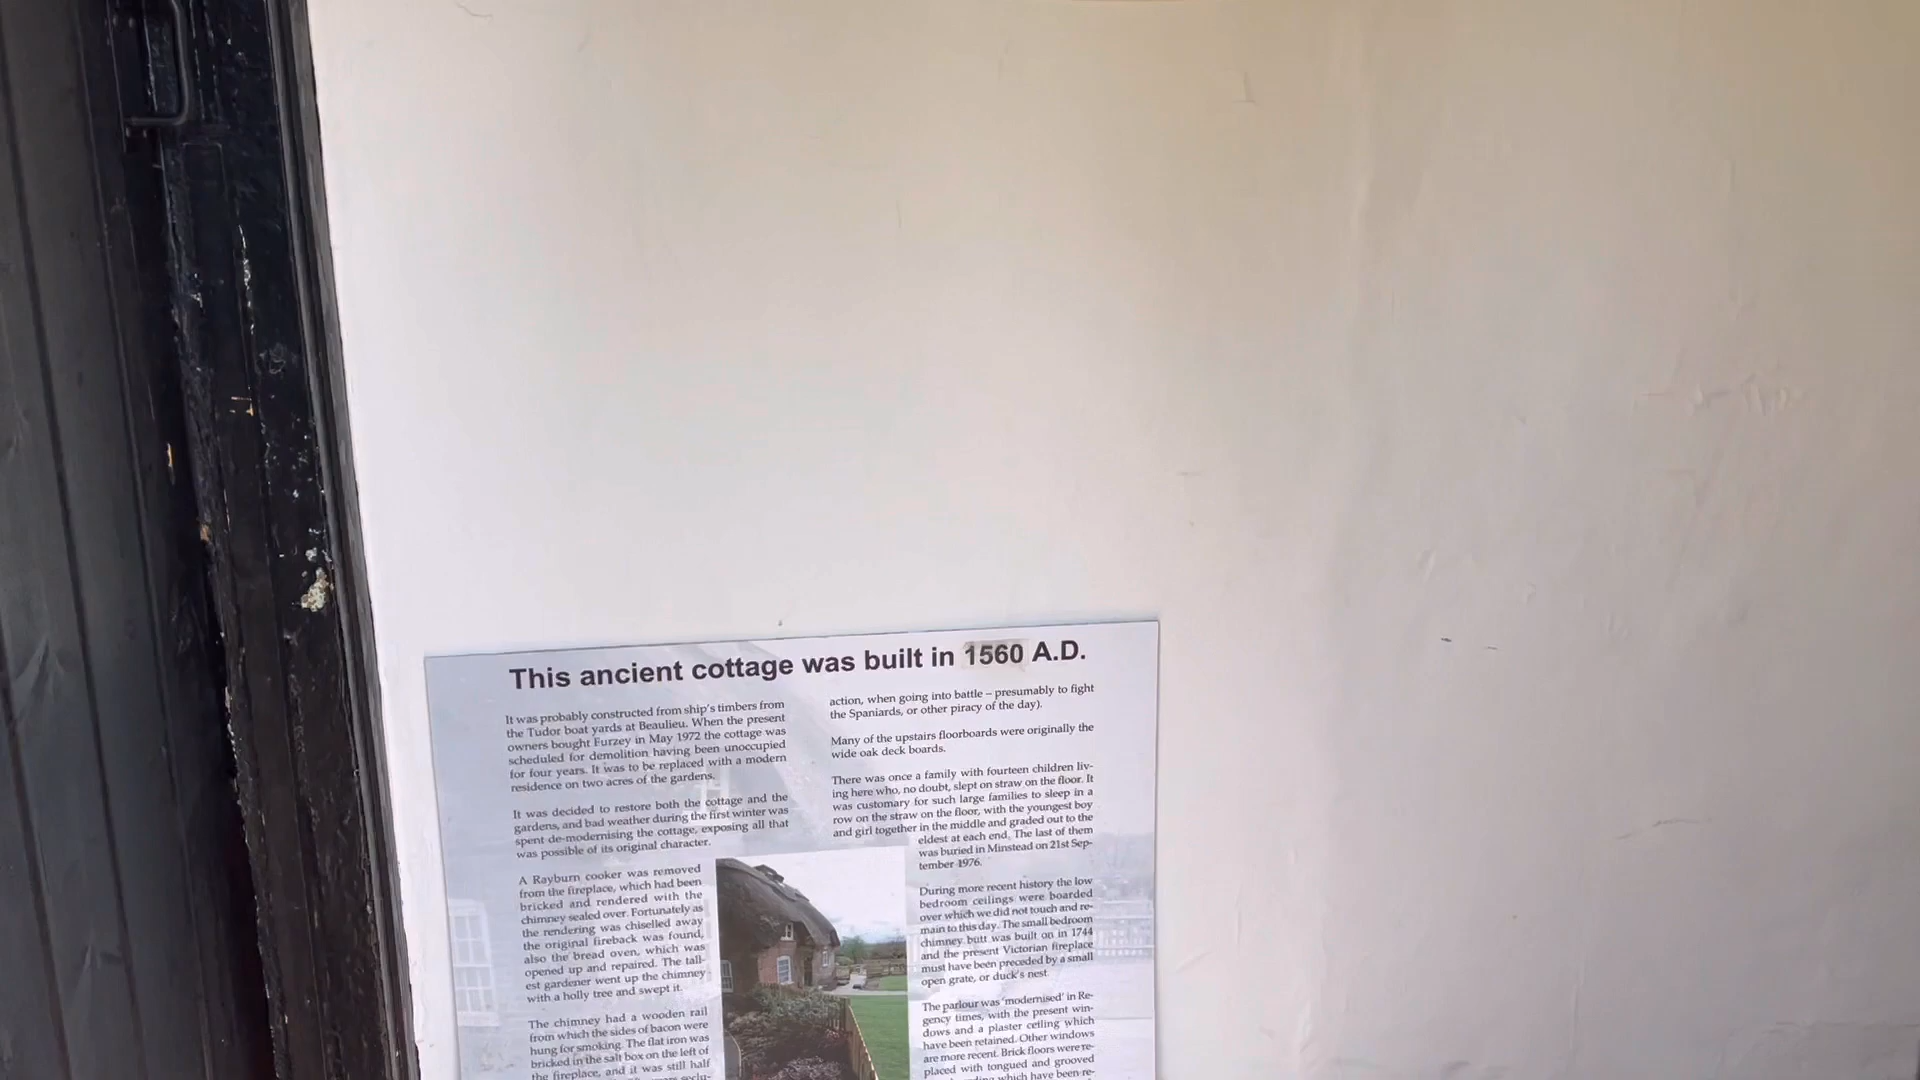 This ancient cottage was built in 1560 A.D.
It was probably constructed from ship's timbers from
the Tudor boat yards at Beaulieu. When the present
owners bought Furzey in May 1972 the cottage was
scheduled for demolition having been unoccupied
for four years. It was to be replaced with a modern
residence on two acres of the gardens.
It was decided to restore both the cottage and the
gardens, and bad weather during the first winter was
spent de-modernising the cottage, exposing all that
was possible of its original character.
A Rayburn cooker was removed
from the fireplace, which had been
bricked and rendered with the
chimney sealed over. Fortunately as
the rendering was chiselled away
the original fireback was found,
also the bread oven, which was
opened up and repaired. The tall-
est gardener went up the chimney
with a holly tree and swept it.
The chimney had a wooden rail
from which the sides of bacon were
hung for smoking. The flat iron was
bricked in the salt box on the left of
the fireplace, and it was still half
action, when going into battle – presumably to fight
the Spaniards, or other piracy of the day).
Many of the upstairs floorboards were originally the
wide oak deck boards.
There was once a family with fourteen children liv-
ing here who, no doubt, slept on straw on the floor. It
was customary for such large families to sleep in a
row on the straw on the floor, with the youngest boy
and girl together in the middle and graded out to the
eldest at each end. The last of them
was buried in Minstead on 21st Sep-
tember 1976.
During more recent history the low
bedroom ceilings were boarded
over which we did not touch and re-
main to this day. The small bedroom
chimney butt was built on in 1744
and the present Victorian fireplace
must have been preceded by a small
open grate, or duck's nest.
The parlour was 'modernised' in Re-
gency times, with the present win-
dows and a plaster ceiling which
have been retained. Other windows
are more recent. Brick floors were re-
placed with tongued and grooved
which have been re-